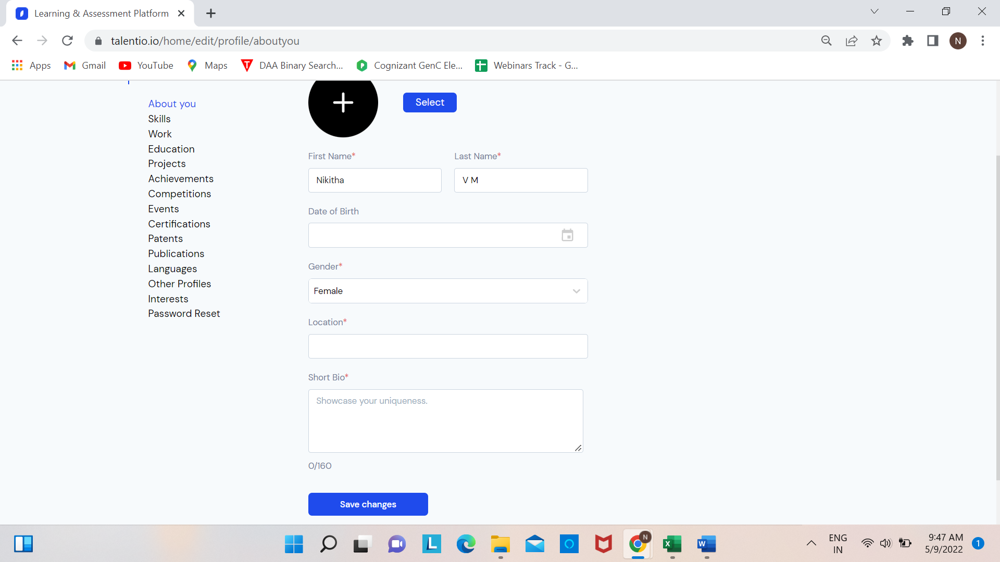 Learning & Assessment Platform
talentio.io/home/edit/profile/aboutyou
N
Apps
Gmail
YouTube
Maps
DAA Binary Search...
Cognizant GenC Ele...
Webinars Track - G...
About you
Skills
Work
Education
Projects
Achievements
Competitions
Events
Certifications
Patents
Publications
Languages
Other Profiles
Interests
Password Reset
Select
First Name*
Last Name*
Nikitha
V M
Date of Birth
Gender*
Female
Location*
Short Bio*
Showcase your uniqueness.
0/160
Save changes
L
N
X
W
ENG
IN
9:47 AM
5/9/2022
1